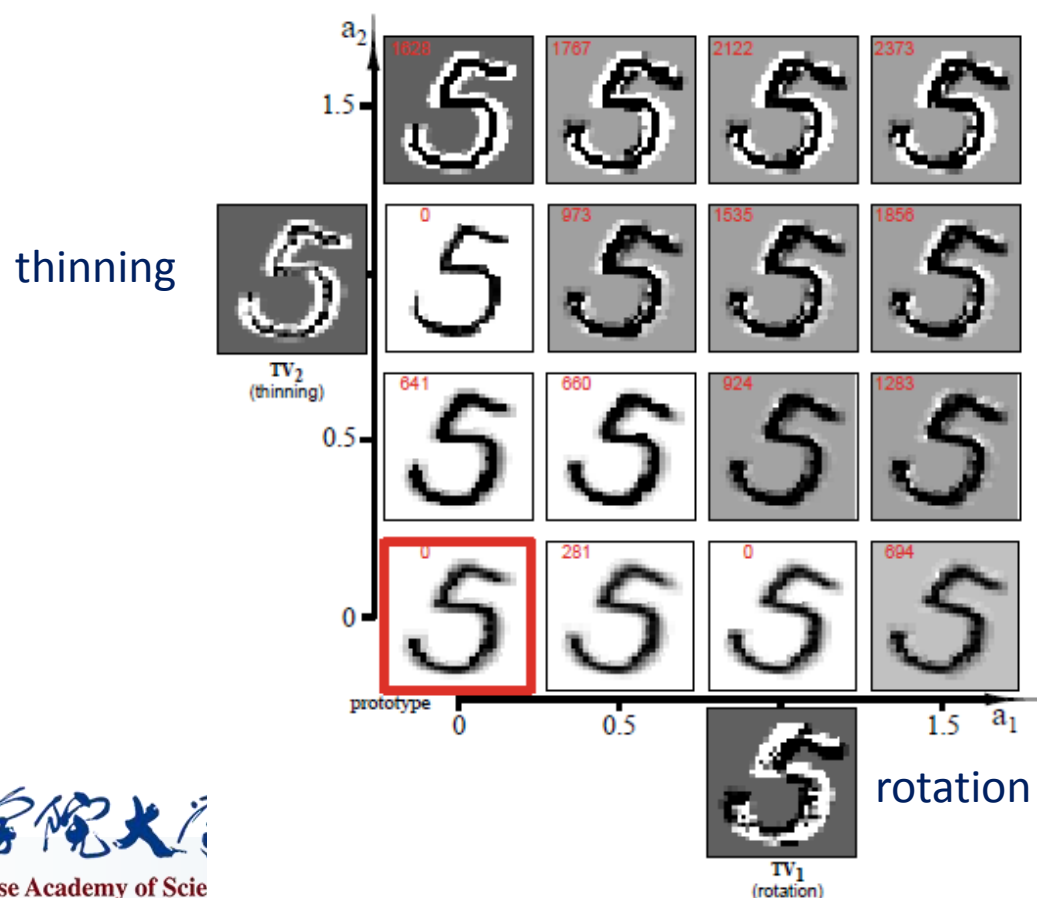 a2
1628 1767 2122 2373
1.5
0 973 1535 1856
thinning
TV2
(thinning)
641 660 924 1283
0.5
0 281 0 694
0
prototype
0 0.5 1.5 a1
rotation
TV1
(rotation)
院大
se Academy of Scie